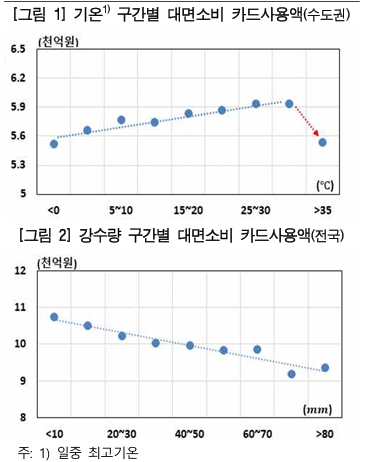 [그림 1] 기온1) 구간별 대면소비 카드사용액(수도권)
(천억원)
6.5
6.2
5.9
5.6
5.3
5
(℃)
<0 5~10 15~20 25~30 >35
[그림 2] 강수량 구간별 대면소비 카드사용액(전국)
(천억원)
12
11
10
9
8
(mm)
<10 20~30 40~50 60~70 >80
주: 1) 일중 최고기온